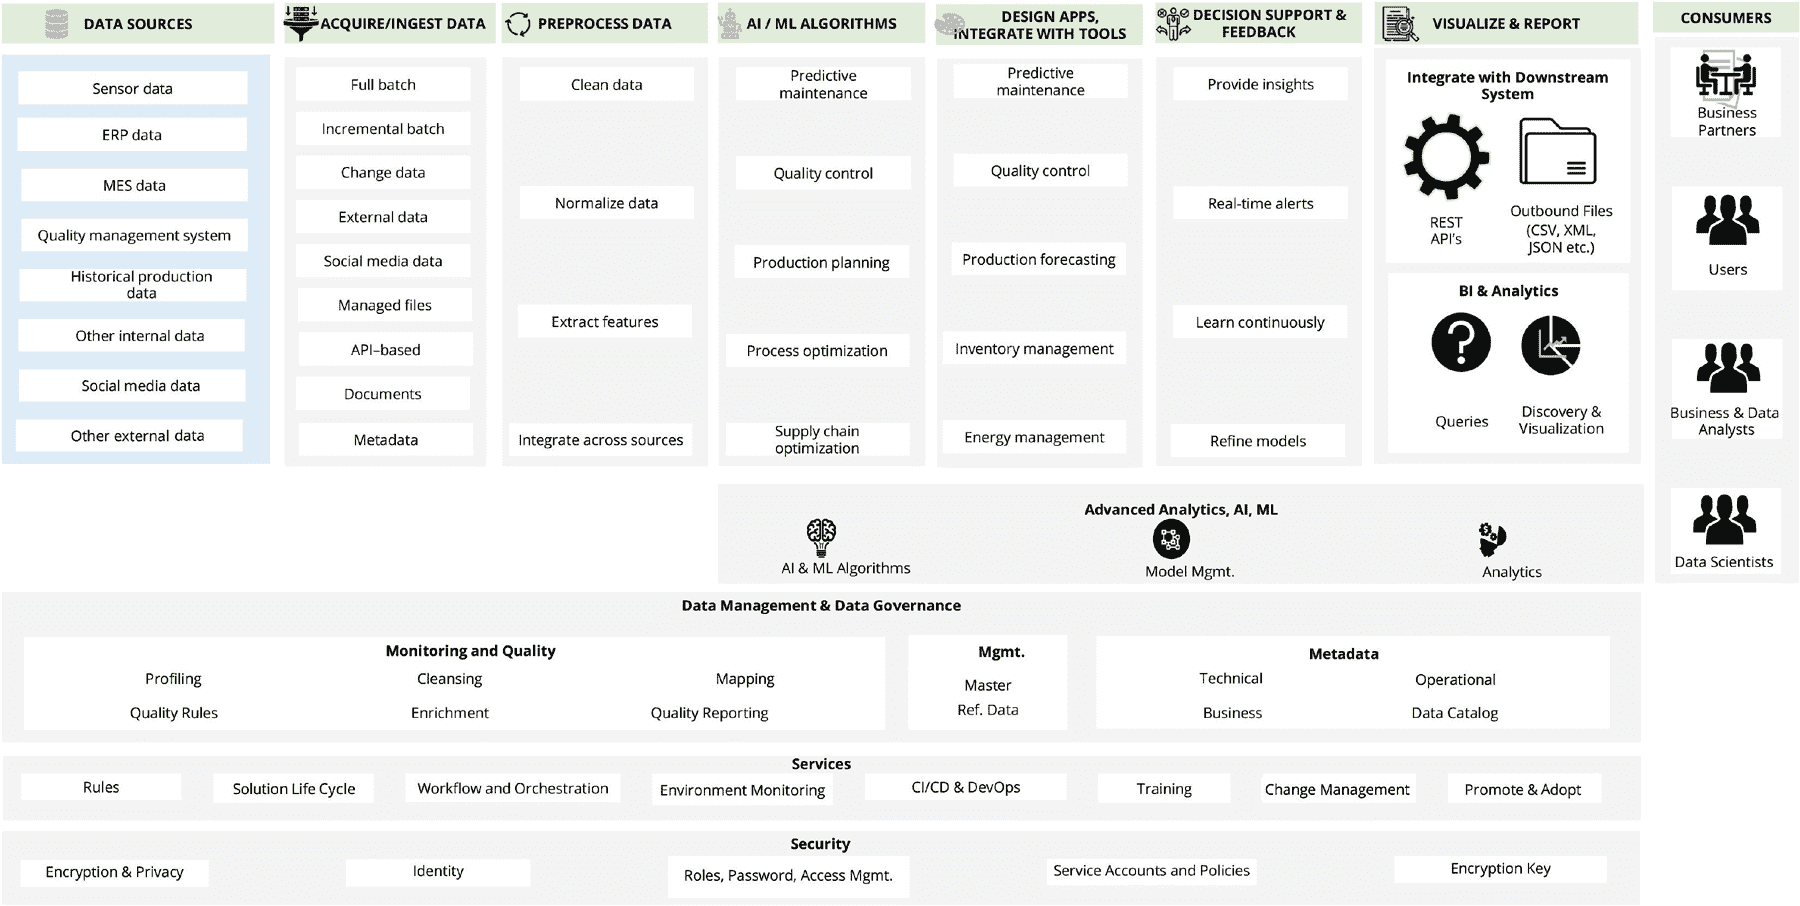 DATA SOURCES
Sensor data
ERP data
MES data
Quality management system
Historical production
data
Other internal data
Social media data
Other external data
ACQUIRE/INGEST DATA
Full batch
Incremental batch
Change data
External data
Social media data
Managed files
API–based
Documents
Metadata
PREPROCESS DATA
Clean data
Normalize data
Extract features
Integrate across sources
AI / ML ALGORITHMS
Predictive
maintenance
Quality control
Production planning
Process optimization
Supply chain
optimization
DESIGN APPS,
INTEGRATE WITH TOOLS
Predictive
maintenance
Quality control
Production forecasting
Inventory management
Energy management
DECISION SUPPORT &
FEEDBACK
Provide insights
Real-time alerts
Learn continuously
Refine models
VISUALIZE & REPORT
Integrate with Downstream
System
REST
API's
Outbound Files
(CSV, XML,
JSON etc.)
BI & Analytics
Queries
Discovery &
Visualization
CONSUMERS
Business
Partners
Users
Business & Data
Analysts
Data Scientists
Advanced Analytics, AI, ML
AI & ML Algorithms
Model Mgmt.
Analytics
Data Management & Data Governance
Monitoring and Quality
Profiling
Cleansing
Mapping
Quality Rules
Enrichment
Quality Reporting
Mgmt.
Master
Ref. Data
Metadata
Technical
Operational
Business
Data Catalog
Services
Rules
Solution Life Cycle
Workflow and Orchestration
Environment Monitoring
CI/CD & DevOps
Training
Change Management
Promote & Adopt
Security
Encryption & Privacy
Identity
Roles, Password, Access Mgmt.
Service Accounts and Policies
Encryption Key